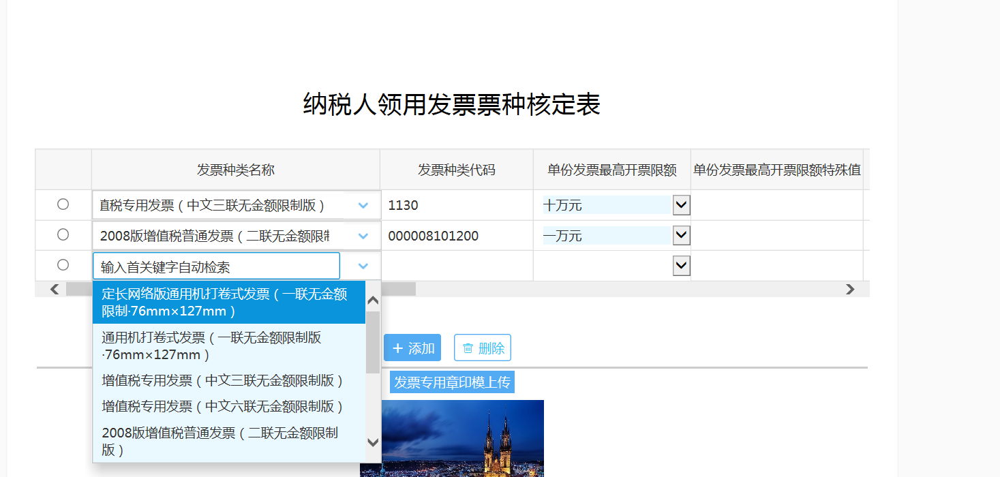 纳税人领用发票票种核定表
发票种类名称 发票种类代码 单份发票最高开票限额 单份发票最高开票限额特殊值
直税专用发票（中文三联无金额限制版） 1130 十万元
2008版增值税普通发票（二联无金额限制 000008101200 一万元
输入首关键字自动检索
定长网络版通用机打卷式发票（一联无金额
限制·76mm×127mm）
通用机打卷式发票（一联无金额限制版
·76mm×127mm）
增值税专用发票（中文三联无金额限制版）
增值税专用发票（中文六联无金额限制版）
2008版增值税普通发票（二联无金额限制
版）
添加 删除
发票专用章印模上传